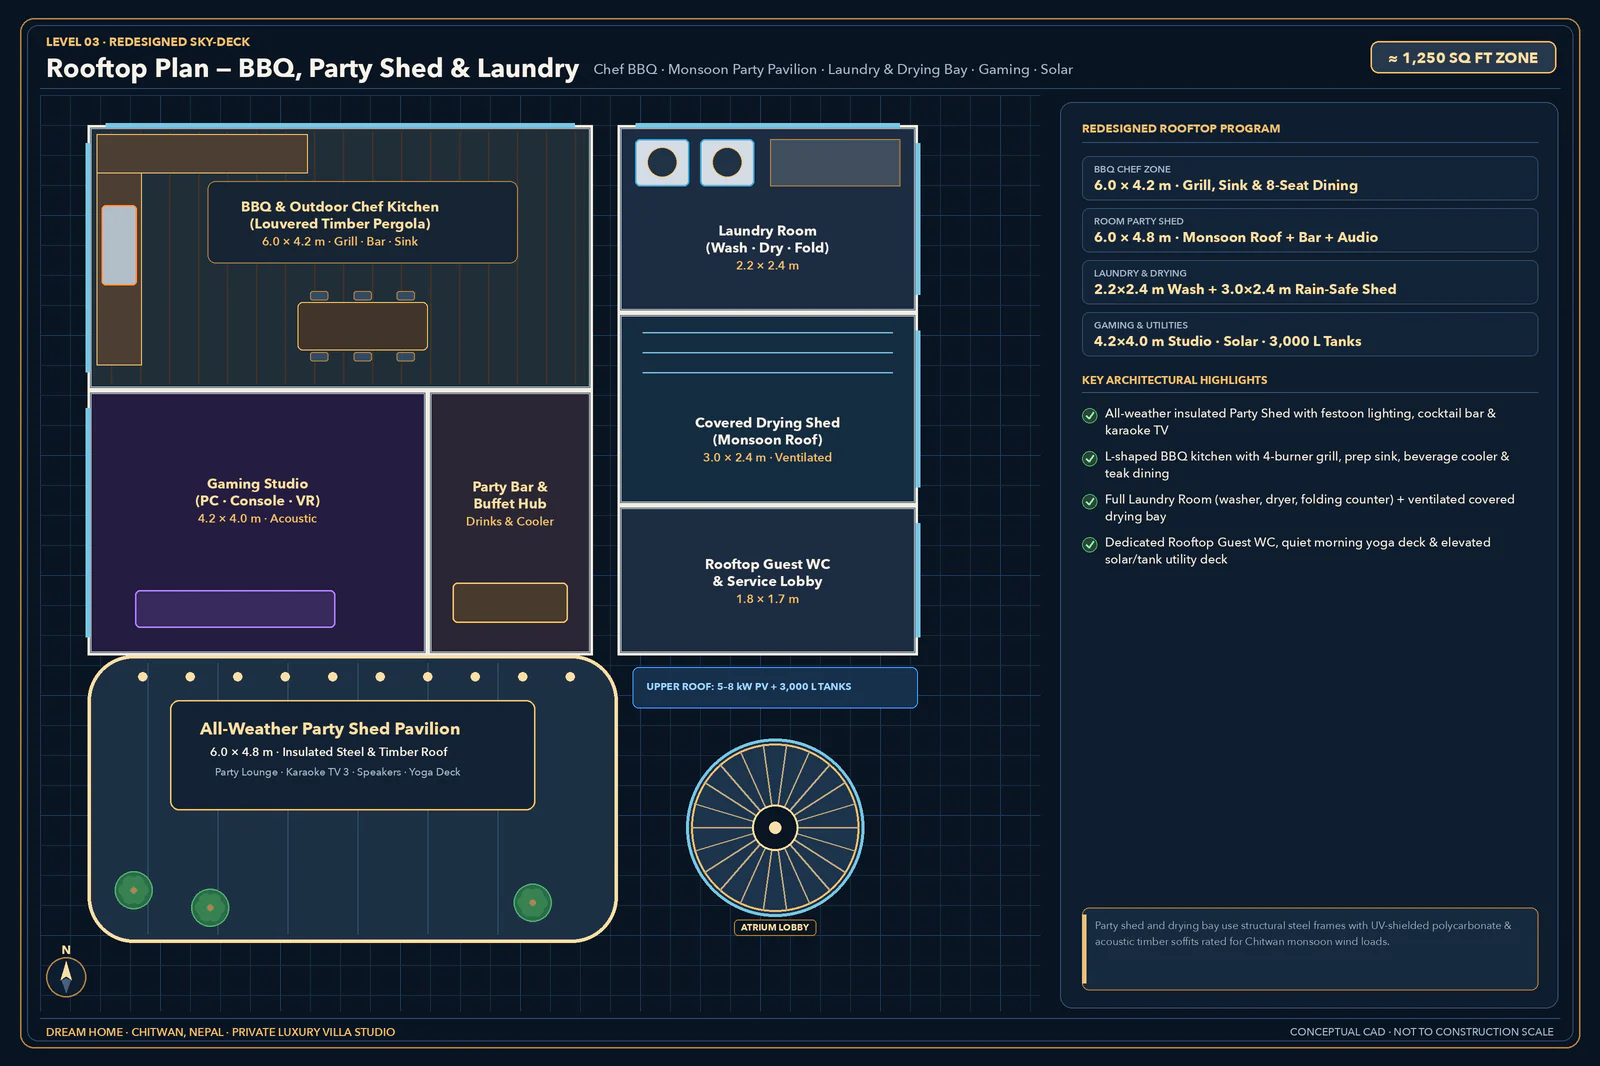 LEVEL 03 · REDESIGNED SKY-DECK
Rooftop Plan – BBQ, Party Shed & Laundry
Chef BBQ · Monsoon Party Pavilion · Laundry & Drying Bay · Gaming · Solar
≈ 1,250 SQ FT ZONE
BBQ & Outdoor Chef Kitchen
(Louvered Timber Pergola)
6.0 × 4.2 m · Grill · Bar · Sink
Laundry Room
(Wash · Dry · Fold)
2.2 × 2.4 m
Covered Drying Shed
(Monsoon Roof)
3.0 × 2.4 m · Ventilated
Gaming Studio
(PC · Console · VR)
4.2 × 4.0 m · Acoustic
Party Bar &
Buffet Hub
Drinks & Cooler
Rooftop Guest WC
& Service Lobby
1.8 × 1.7 m
UPPER ROOF: 5–8 kW PV + 3,000 L TANKS
All-Weather Party Shed Pavilion
6.0 × 4.8 m · Insulated Steel & Timber Roof
Party Lounge · Karaoke TV 3 · Speakers · Yoga Deck
ATRIUM LOBBY
N
REDESIGNED ROOFTOP PROGRAM
BBQ CHEF ZONE
6.0 × 4.2 m · Grill, Sink & 8-Seat Dining
ROOM PARTY SHED
6.0 × 4.8 m · Monsoon Roof + Bar + Audio
LAUNDRY & DRYING
2.2×2.4 m Wash + 3.0×2.4 m Rain-Safe Shed
GAMING & UTILITIES
4.2×4.0 m Studio · Solar · 3,000 L Tanks
KEY ARCHITECTURAL HIGHLIGHTS
All-weather insulated Party Shed with festoon lighting, cocktail bar &
karaoke TV
L-shaped BBQ kitchen with 4-burner grill, prep sink, beverage cooler &
teak dining
Full Laundry Room (washer, dryer, folding counter) + ventilated covered
drying bay
Dedicated Rooftop Guest WC, quiet morning yoga deck & elevated
solar/tank utility deck
Party shed and drying bay use structural steel frames with UV-shielded polycarbonate &
acoustic timber soffits rated for Chitwan monsoon wind loads.
DREAM HOME · CHITWAN, NEPAL · PRIVATE LUXURY VILLA STUDIO
CONCEPTUAL CAD · NOT TO CONSTRUCTION SCALE